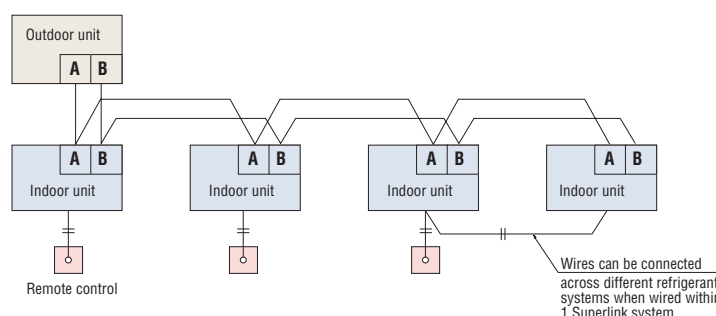 Outdoor unit
A B
A B
A B
A B
A B
Indoor unit
Indoor unit
Indoor unit
Indoor unit
Remote control
Wires can be connected
across different refrigerant
systems when wired within
1 Superlink system